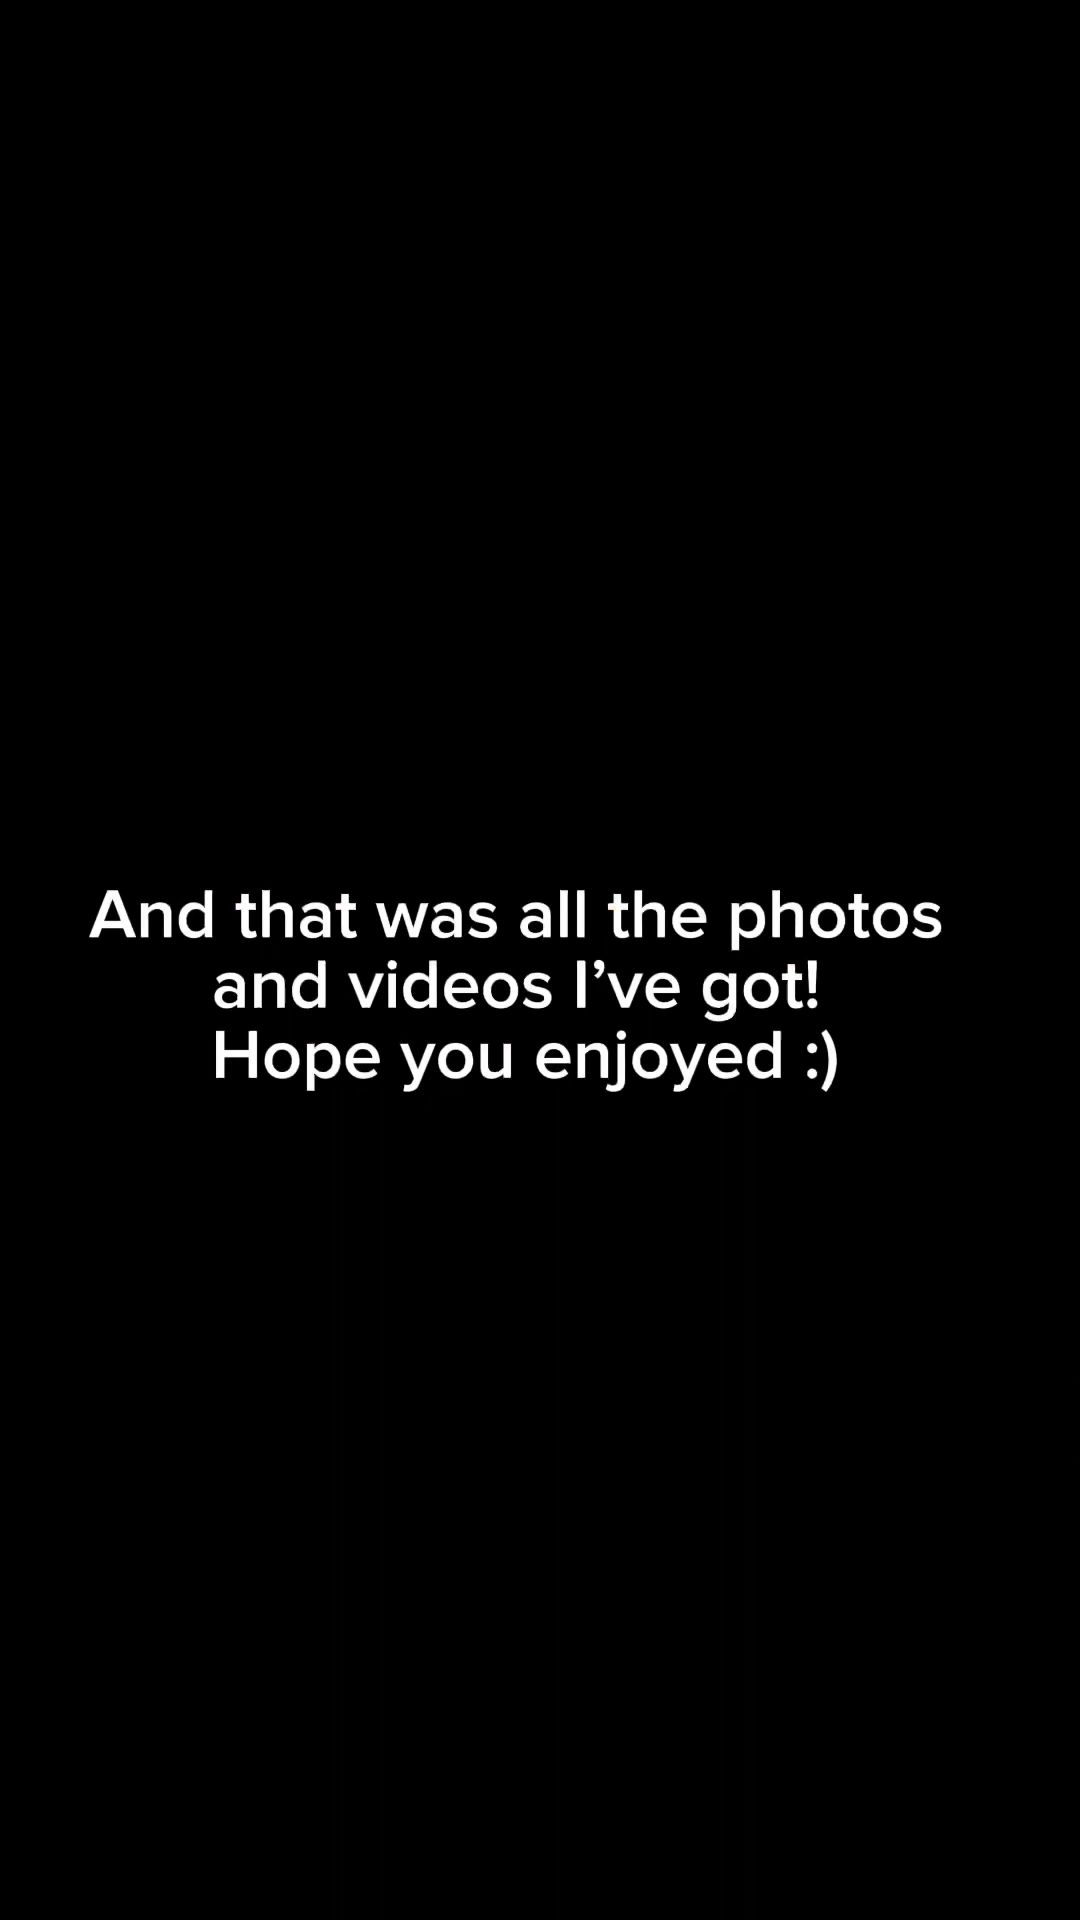 And that was all the photos
and videos I’ve got!
Hope you enjoyed :)